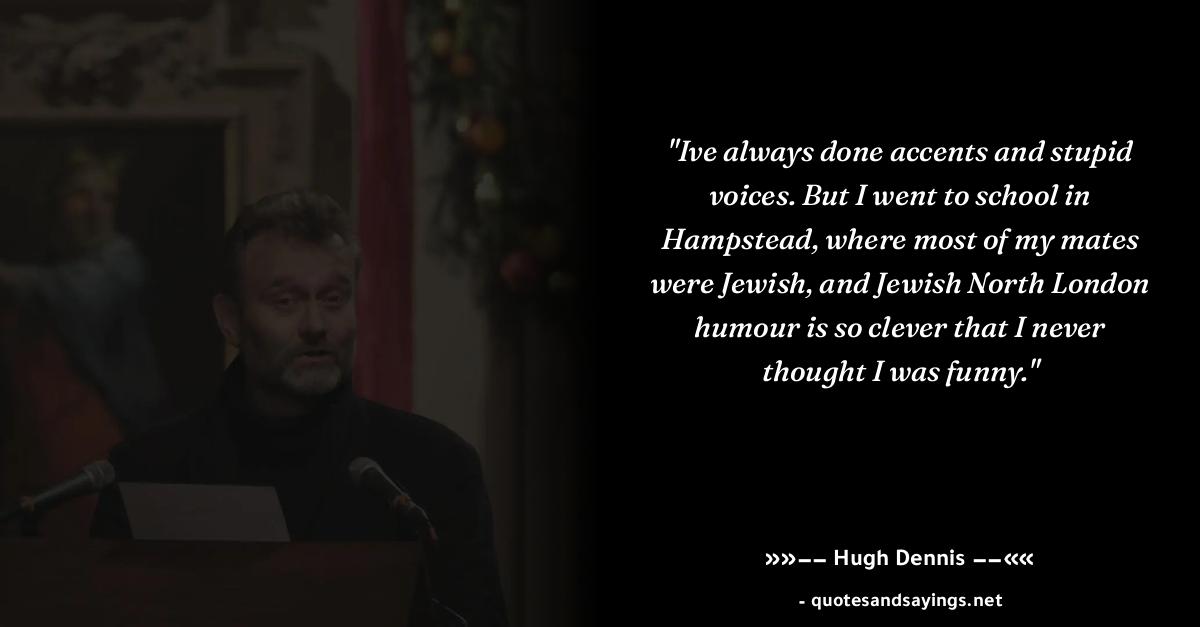 "Ive always done accents and stupid
voices. But I went to school in
Hampstead, where most of my mates
were Jewish, and Jewish North London
humour is so clever that I never
thought I was funny."
»»−− Hugh Dennis −−««
- quotesandsayings.net